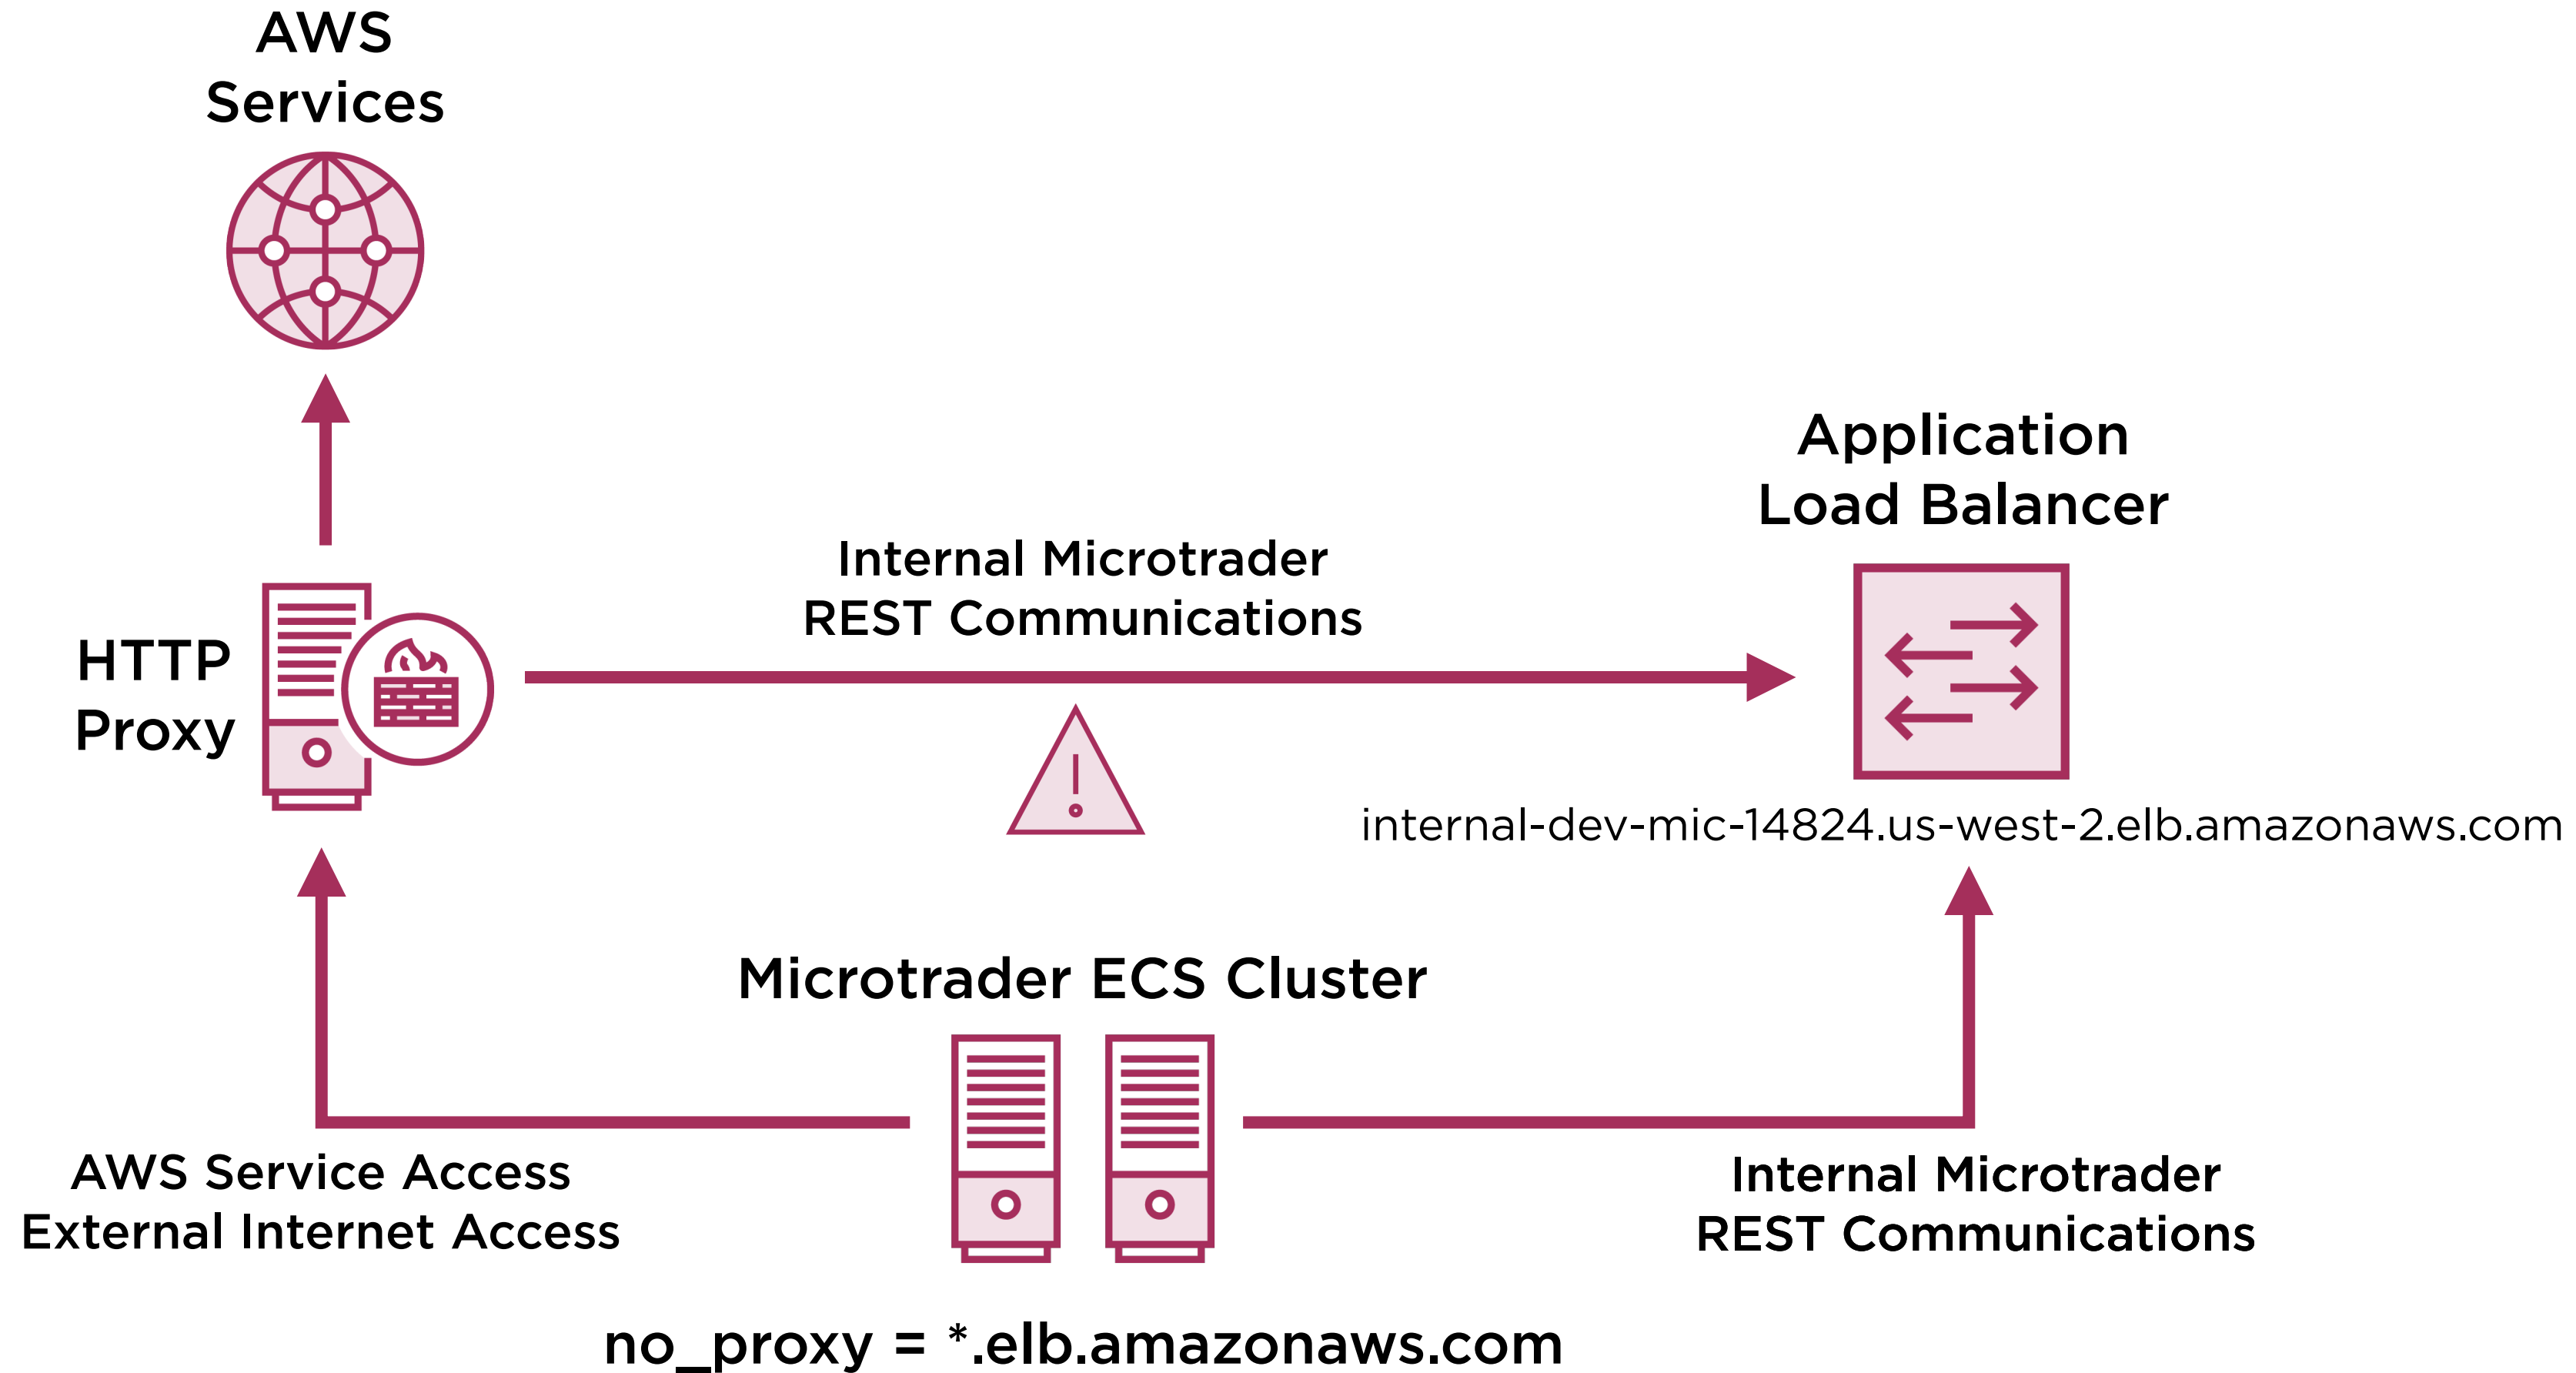 AWS
Services
Application
Load Balancer
Internal Microtrader
REST Communications
HTTP
Proxy
internal-dev-mic-14824.us-west-2.elb.amazonaws.com
Microtrader ECS Cluster
AWS Service Access
External Internet Access
Internal Microtrader
REST Communications
no_proxy = *.elb.amazonaws.com